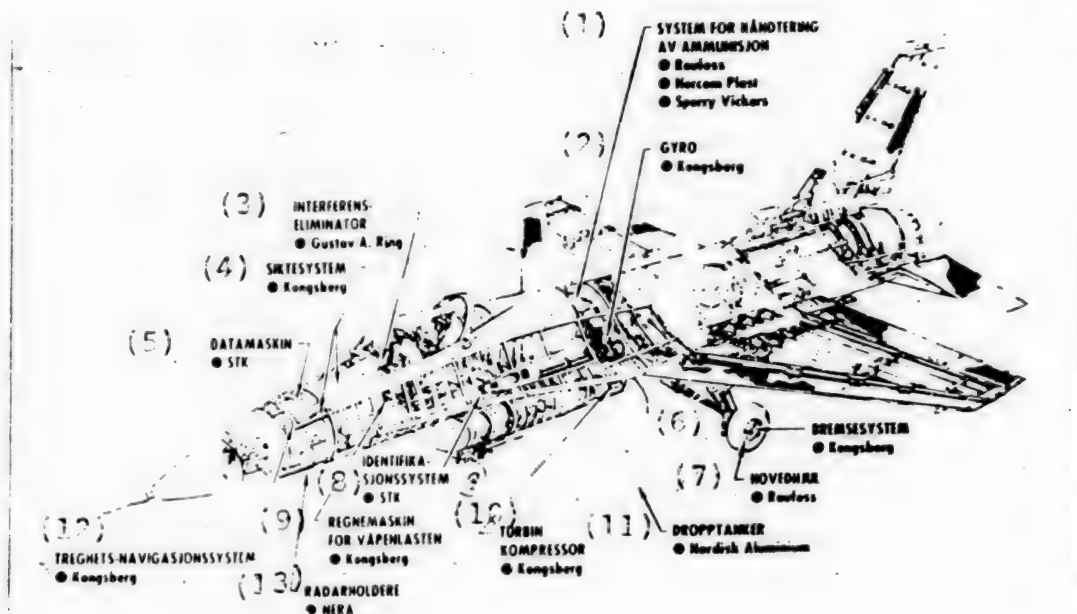 (1)
SYSTEM FOR HÅNDTERING
AV AMMUNISJON
● Raufoss
● Norcem Plast
● Sperry Vickers
(2)
GYRO
● Kongsberg
(3)
INTERFERENS-
ELIMINATOR
● Gustav A. Ring
(4)
SIKTESYSTEM
● Kongsberg
(5)
DATAMASKIN
● STK
(6)
BREMSESYSTEM
● Kongsberg
(7)
HOVEDHJUL
● Raufoss
(8)
IDENTIFIKA-
SJONSSYSTEM
● STK
(9)
REGNEMASKIN
FOR VÅPENLASTEN
● Kongsberg
(10)
TURBIN
KOMPRESSOR
● Kongsberg
(11)
DROPPTANKER
● Nordisk Aluminium
(12)
TREGHETS-NAVIGASJONSSYSTEM
● Kongsberg
(13)
RADARHOLDERE
● NERA